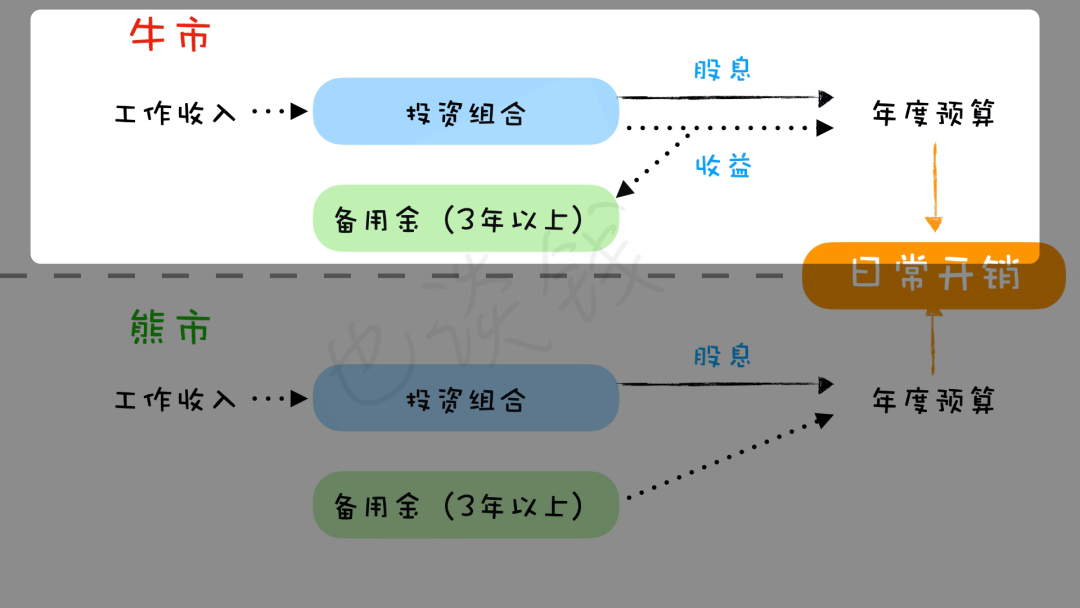 牛市
股息
工作收入
投资组合
年度预算
收益
备用金（3年以上）
日常开销
熊市
股息
工作收入
投资组合
年度预算
备用金（3年以上）
也谈钱